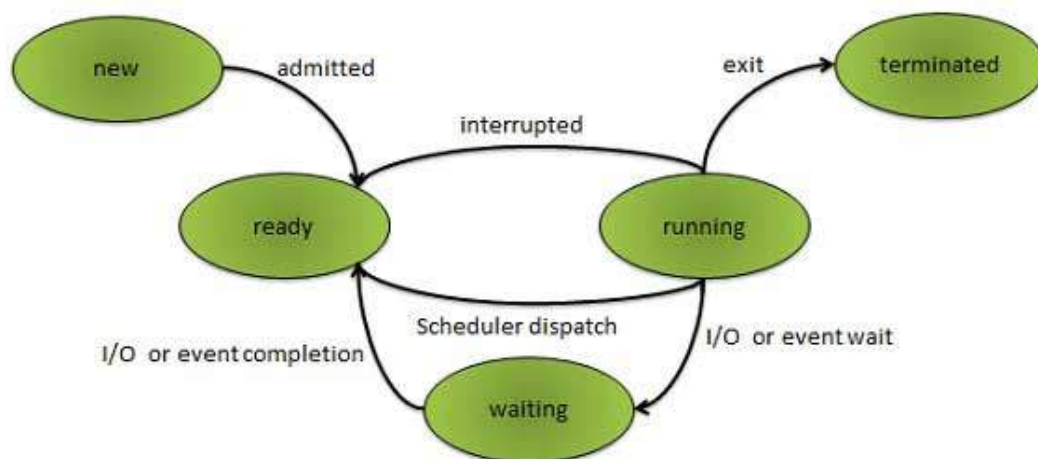 new
admitted
exit
terminated
interrupted
ready
running
Scheduler dispatch
I/O or event completion
I/O or event wait
waiting